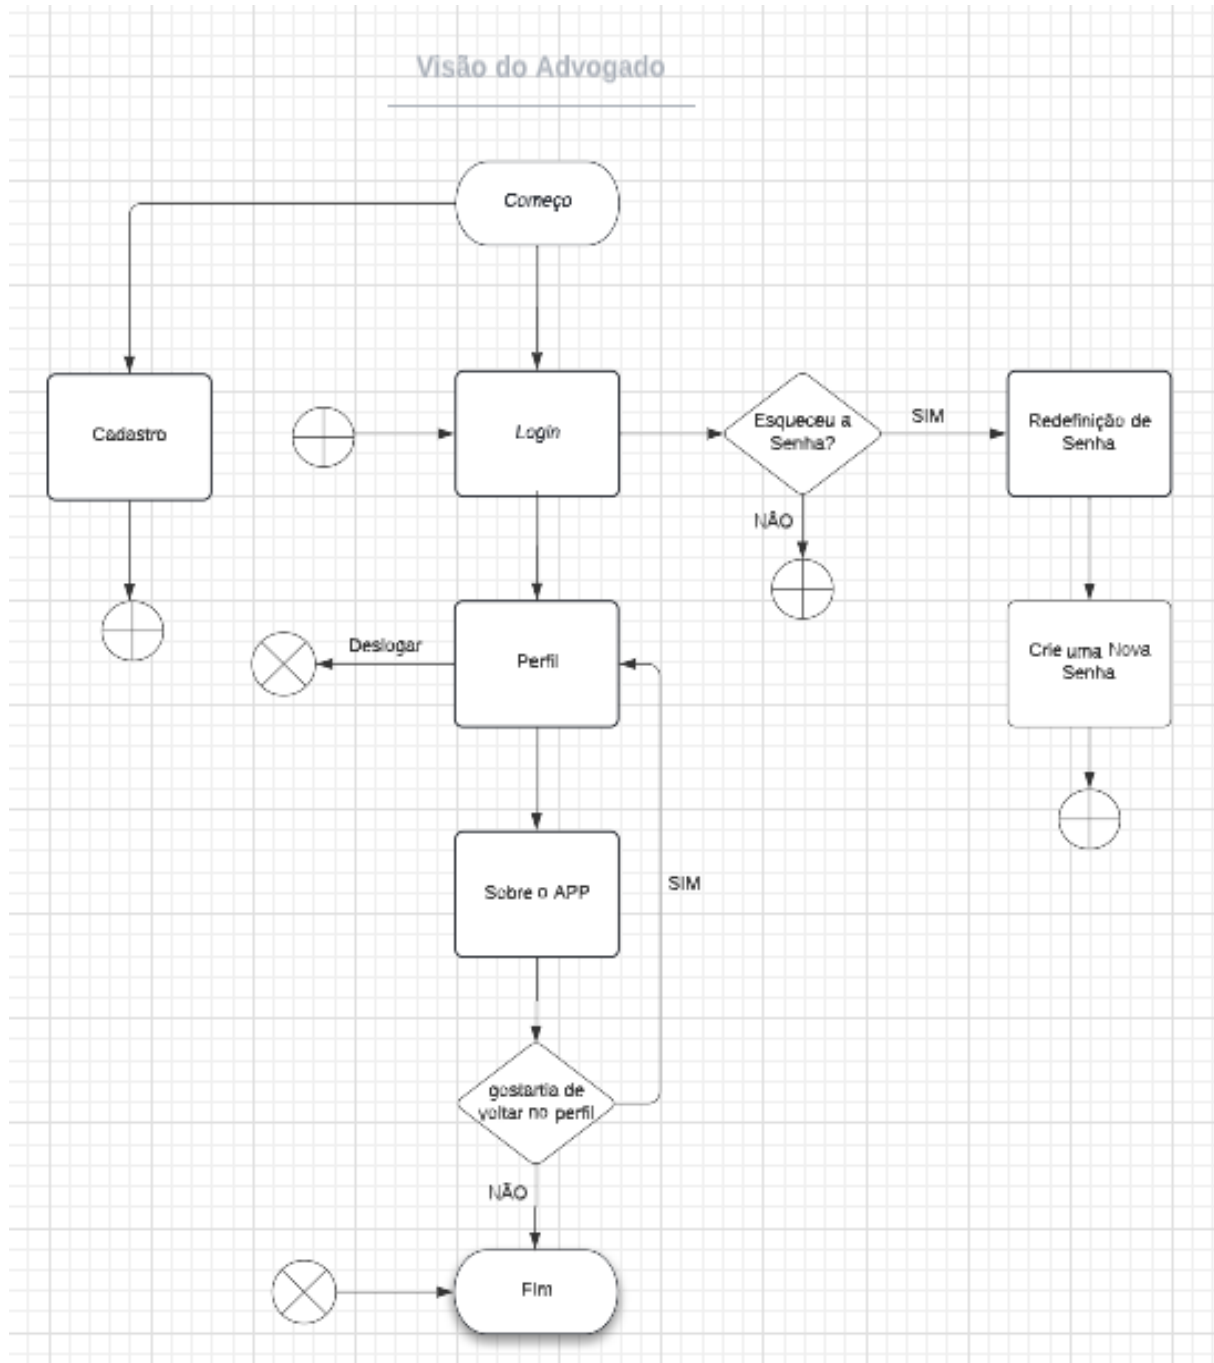 Visão do Advogado
Começo
Cadastro
Login
Esqueceu a
Senha?
SIM
Redefinição de
Senha
NÃO
Deslogar
Perfil
Crie uma Nova
Senha
Sobre o APP
SIM
gostartia de
voltar no perfil
NÃO
Fim